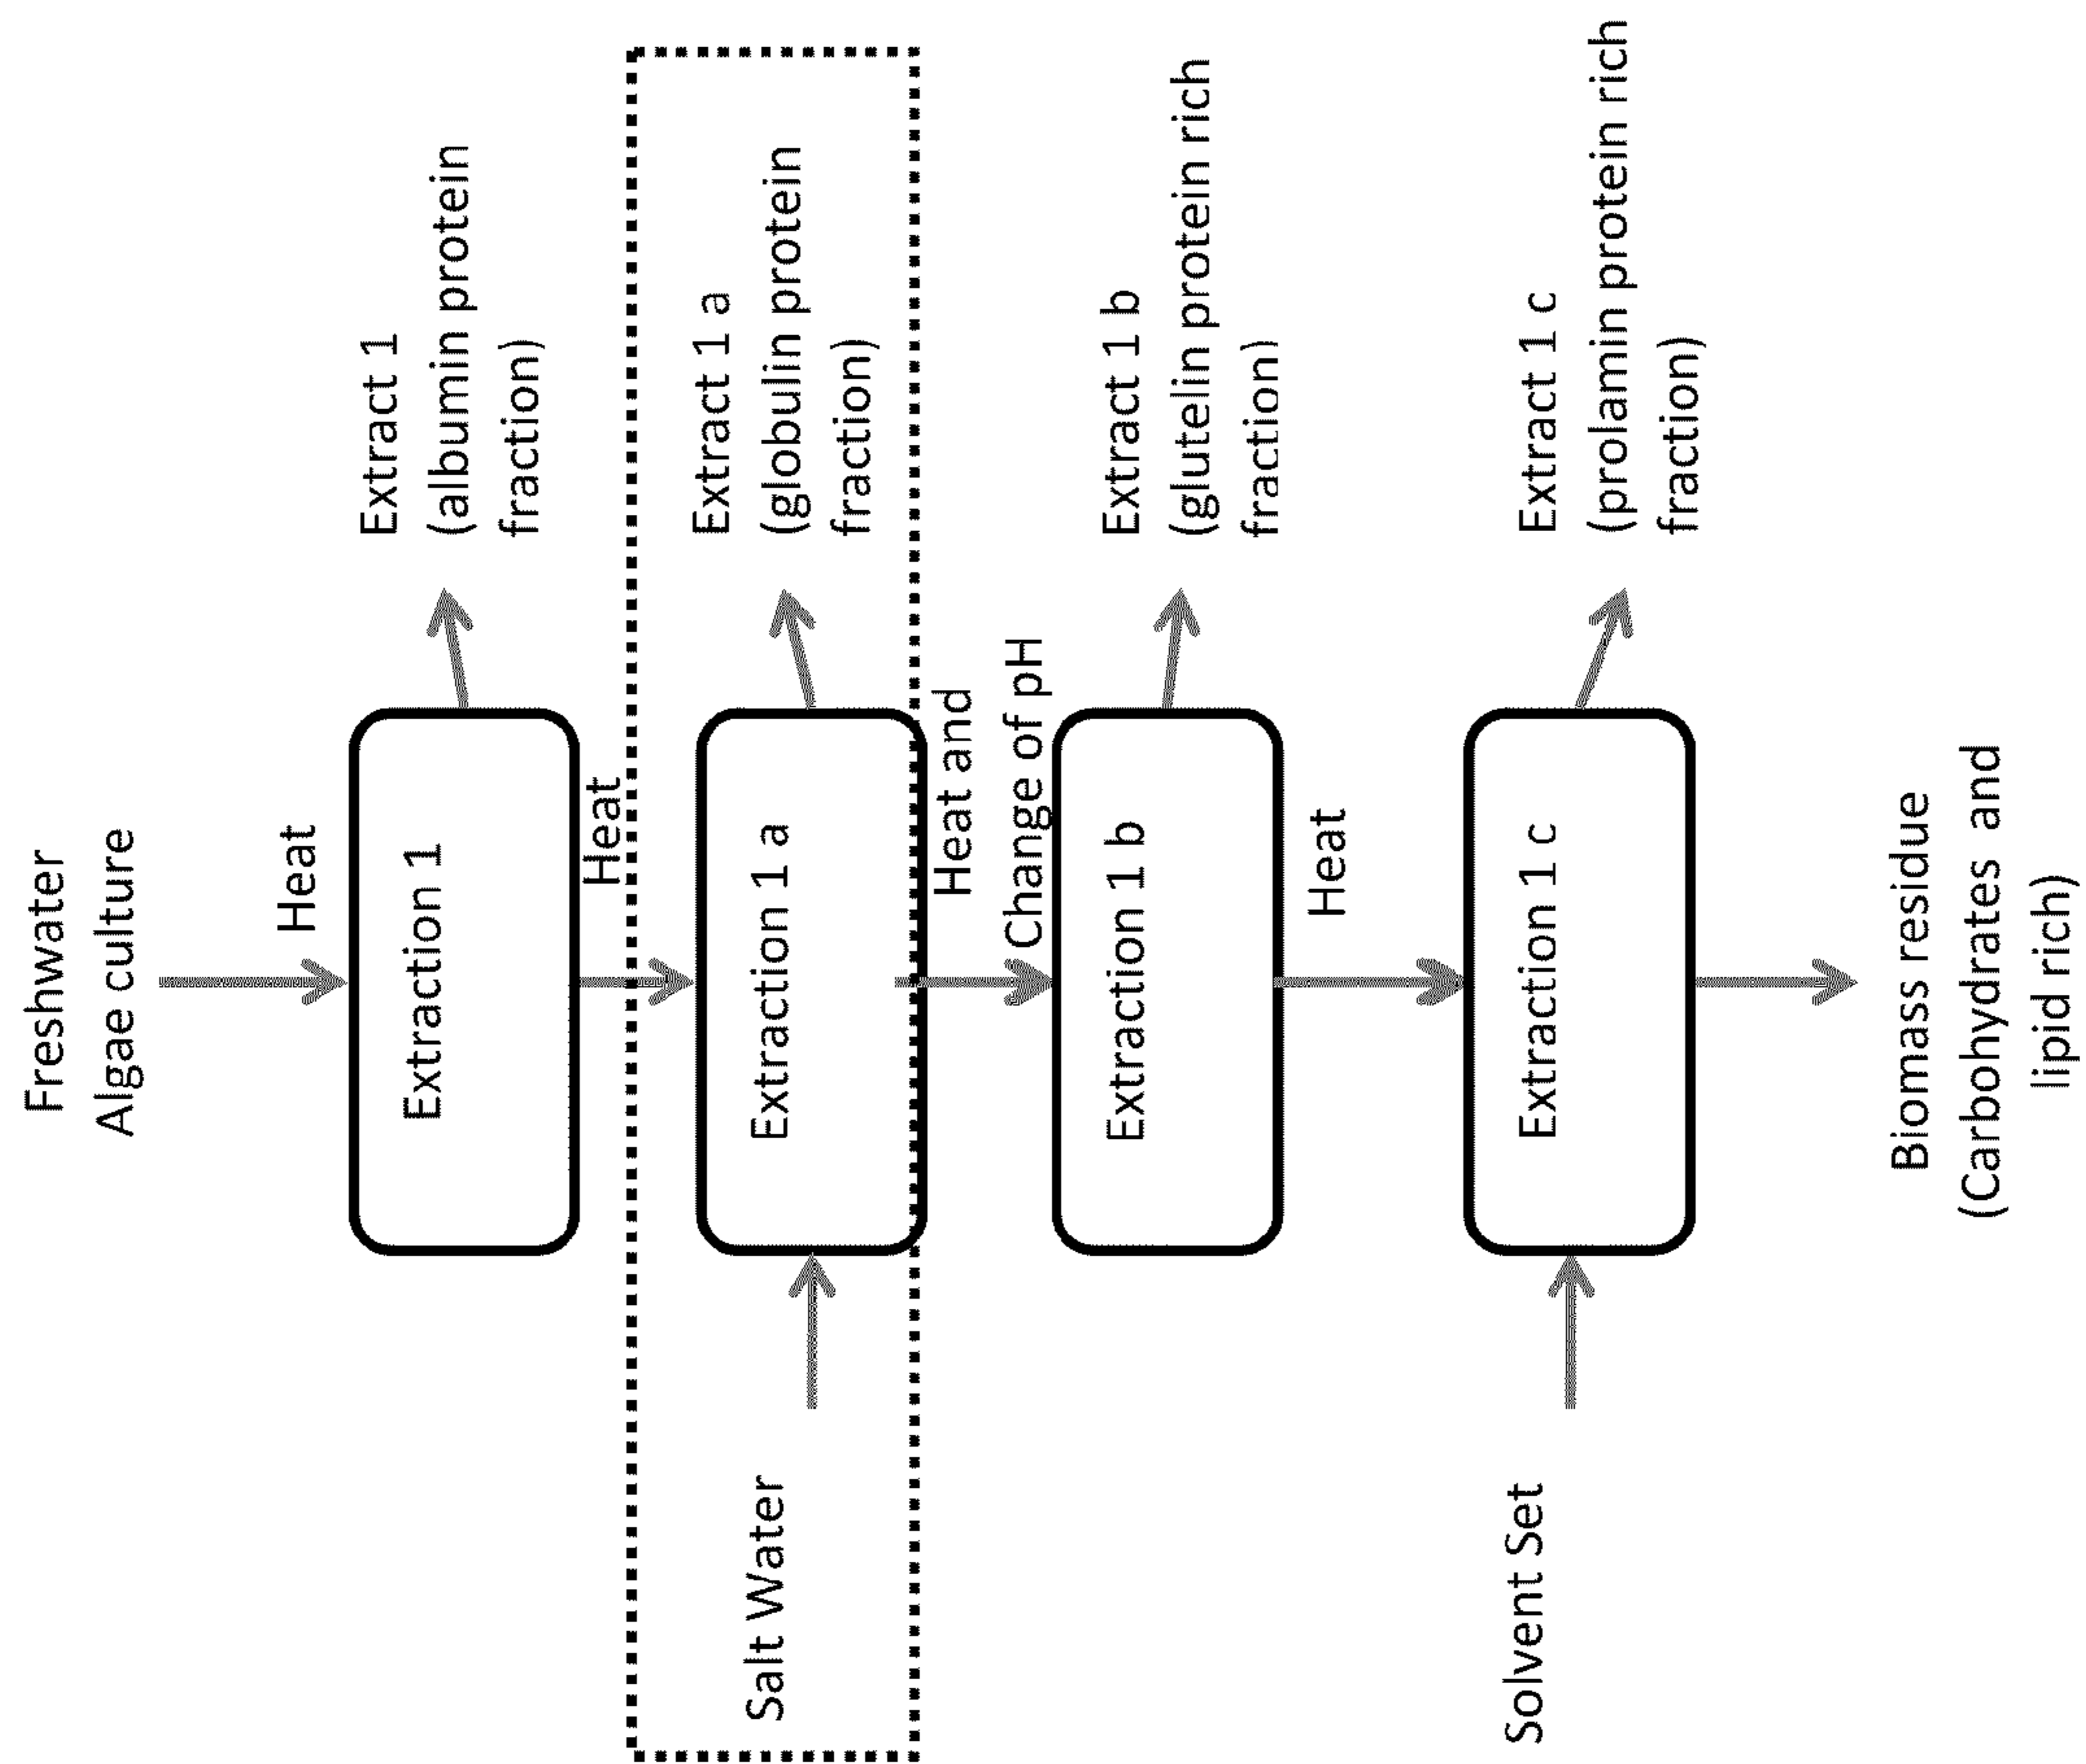 Freshwater
Algae culture
Heat
Extraction 1
Extract 1
(albumin protein
fraction)
Heat
Salt Water
Extraction 1 a
Extract 1 a
(globulin protein
fraction)
Heat and
Change of pH
Extraction 1 b
Extract 1 b
(glutelin protein rich
fraction)
Heat
Solvent Set
Extraction 1 c
Extract 1 c
(prolamin protein rich
fraction)
Biomass residue
(Carbohydrates and
lipid rich)